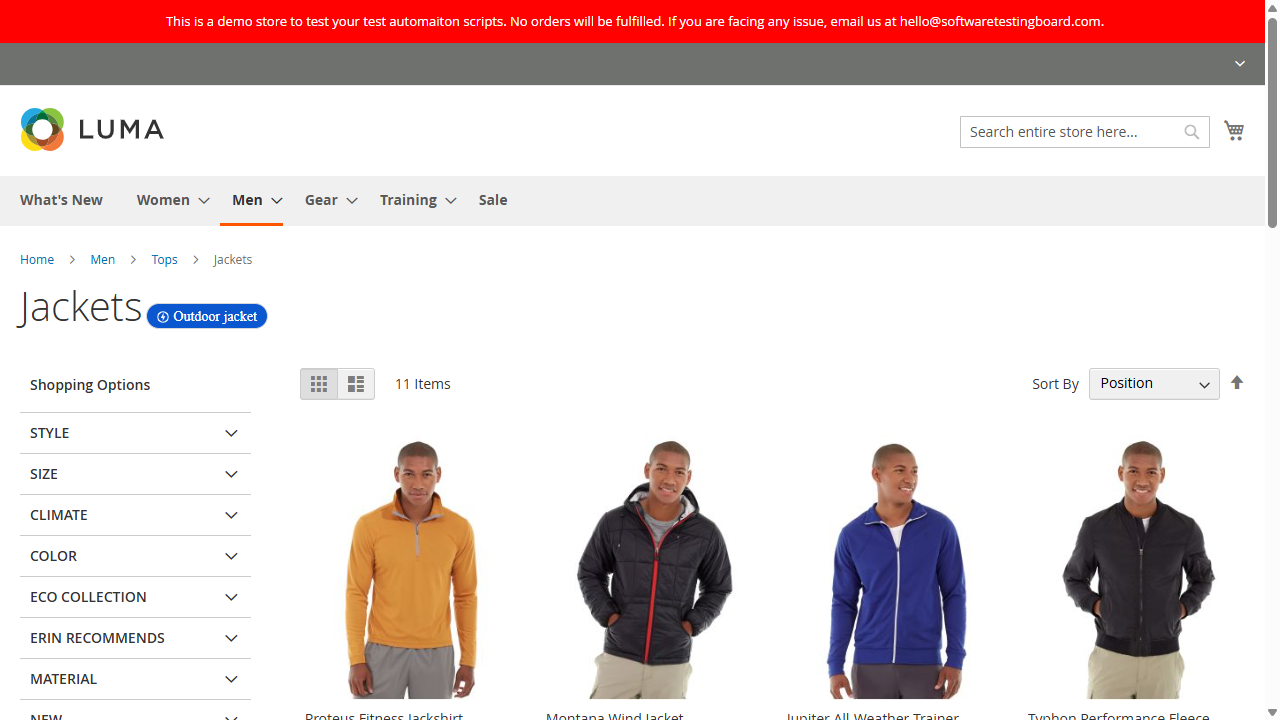 This is a demo store to test your test automaiton scripts. No orders will be fulfilled. If you are facing any issue, email us at hello@softwaretestingboard.com.
LUMA
Search entire store here...
What's New Women Men Gear Training Sale
Home Men Tops Jackets
Jackets Outdoor jacket
Shopping Options
11 Items
Sort By Position
STYLE
SIZE
CLIMATE
COLOR
ECO COLLECTION
ERIN RECOMMENDS
MATERIAL
NEW
Proteus Fitness Jackshirt Montana Wind Jacket Jupiter All-Weather Trainer Typhon Performance Fleece